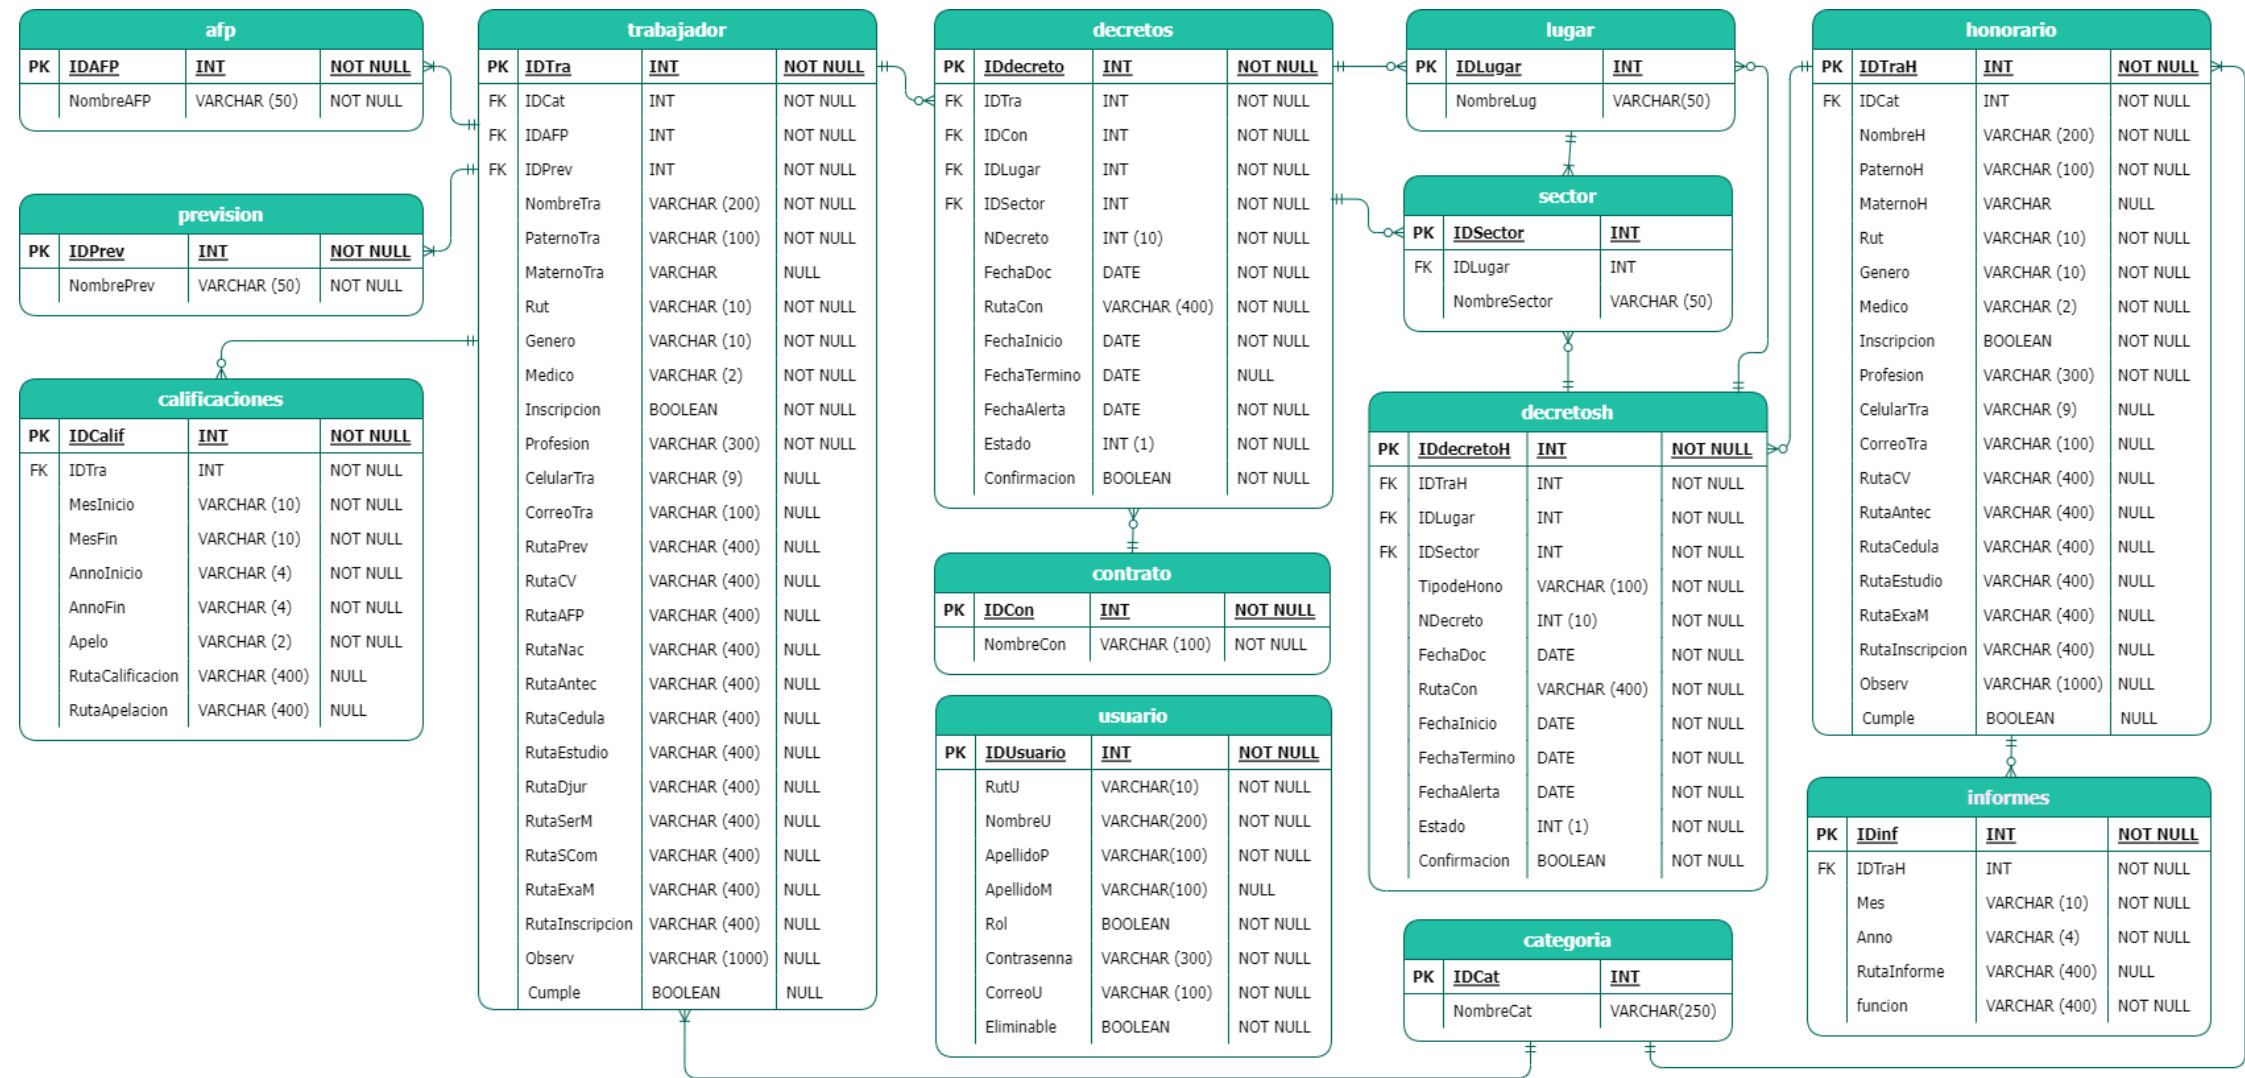 afp
PK IDAFP INT NOT NULL
NombreAFP VARCHAR (50) NOT NULL
prevision
PK IDPrev INT NOT NULL
NombrePrev VARCHAR (50) NOT NULL
calificaciones
PK IDCalif INT NOT NULL
FK IDTra INT NOT NULL
MesInicio VARCHAR (10) NOT NULL
MesFin VARCHAR (10) NOT NULL
AnnoInicio VARCHAR (4) NOT NULL
AnnoFin VARCHAR (4) NOT NULL
Apelo VARCHAR (2) NOT NULL
RutaCalificacion VARCHAR (400) NULL
RutaApelacion VARCHAR (400) NULL
trabajador
PK IDTra INT NOT NULL
FK IDCat INT NOT NULL
FK IDAFP INT NOT NULL
FK IDPrev INT NOT NULL
NombreTra VARCHAR (200) NOT NULL
PaternoTra VARCHAR (100) NOT NULL
MaternoTra VARCHAR NULL
Rut VARCHAR (10) NOT NULL
Genero VARCHAR (10) NOT NULL
Medico VARCHAR (2) NOT NULL
Inscripcion BOOLEAN NOT NULL
Profesion VARCHAR (300) NOT NULL
CelularTra VARCHAR (9) NULL
CorreoTra VARCHAR (100) NULL
RutaPrev VARCHAR (400) NULL
RutaCV VARCHAR (400) NULL
RutaAFP VARCHAR (400) NULL
RutaNac VARCHAR (400) NULL
RutaAntec VARCHAR (400) NULL
RutaCedula VARCHAR (400) NULL
RutaEstudio VARCHAR (400) NULL
RutaDjur VARCHAR (400) NULL
RutaSerM VARCHAR (400) NULL
RutaSCom VARCHAR (400) NULL
RutaExaM VARCHAR (400) NULL
RutaInscripcion VARCHAR (400) NULL
Observ VARCHAR (1000) NULL
Cumple BOOLEAN NULL
decretos
PK IDdecreto INT NOT NULL
FK IDTra INT NOT NULL
FK IDCon INT NOT NULL
FK IDLugar INT NOT NULL
FK IDSector INT NOT NULL
NDecreto INT (10) NOT NULL
FechaDoc DATE NOT NULL
RutaCon VARCHAR (400) NOT NULL
FechaInicio DATE NOT NULL
FechaTermino DATE NULL
FechaAlerta DATE NOT NULL
Estado INT (1) NOT NULL
Confirmacion BOOLEAN NOT NULL
contrato
PK IDCon INT NOT NULL
NombreCon VARCHAR (100) NOT NULL
usuario
PK IDUsuario INT NOT NULL
RutU VARCHAR(10) NOT NULL
NombreU VARCHAR(200) NOT NULL
ApellidoP VARCHAR(100) NOT NULL
ApellidoM VARCHAR(100) NULL
Rol BOOLEAN NOT NULL
Contrasenna VARCHAR (300) NOT NULL
CorreoU VARCHAR (100) NOT NULL
Eliminable BOOLEAN NOT NULL
lugar
PK IDLugar INT
NombreLug VARCHAR(50)
sector
PK IDSector INT
FK IDLugar INT
NombreSector VARCHAR (50)
decretosh
PK IDdecretoH INT NOT NULL
FK IDTraH INT NOT NULL
FK IDLugar INT NOT NULL
FK IDSector INT NOT NULL
TipodeHono VARCHAR (100) NOT NULL
NDecreto INT (10) NOT NULL
FechaDoc DATE NOT NULL
RutaCon VARCHAR (400) NOT NULL
FechaInicio DATE NOT NULL
FechaTermino DATE NOT NULL
FechaAlerta DATE NOT NULL
Estado INT (1) NOT NULL
Confirmacion BOOLEAN NOT NULL
categoria
PK IDCat INT
NombreCat VARCHAR(250)
honorario
PK IDTraH INT NOT NULL
FK IDCat INT NOT NULL
NombreH VARCHAR (200) NOT NULL
PaternoH VARCHAR (100) NOT NULL
MaternoH VARCHAR NULL
Rut VARCHAR (10) NOT NULL
Genero VARCHAR (10) NOT NULL
Medico VARCHAR (2) NOT NULL
Inscripcion BOOLEAN NOT NULL
Profesion VARCHAR (300) NOT NULL
CelularTra VARCHAR (9) NULL
CorreoTra VARCHAR (100) NULL
RutaCV VARCHAR (400) NULL
RutaAntec VARCHAR (400) NULL
RutaCedula VARCHAR (400) NULL
RutaEstudio VARCHAR (400) NULL
RutaExaM VARCHAR (400) NULL
RutaInscripcion VARCHAR (400) NULL
Observ VARCHAR (1000) NULL
Cumple BOOLEAN NULL
informes
PK IDinf INT NOT NULL
FK IDTraH INT NOT NULL
Mes VARCHAR (10) NOT NULL
Anno VARCHAR (4) NOT NULL
RutaInforme VARCHAR (400) NULL
funcion VARCHAR (400) NOT NULL